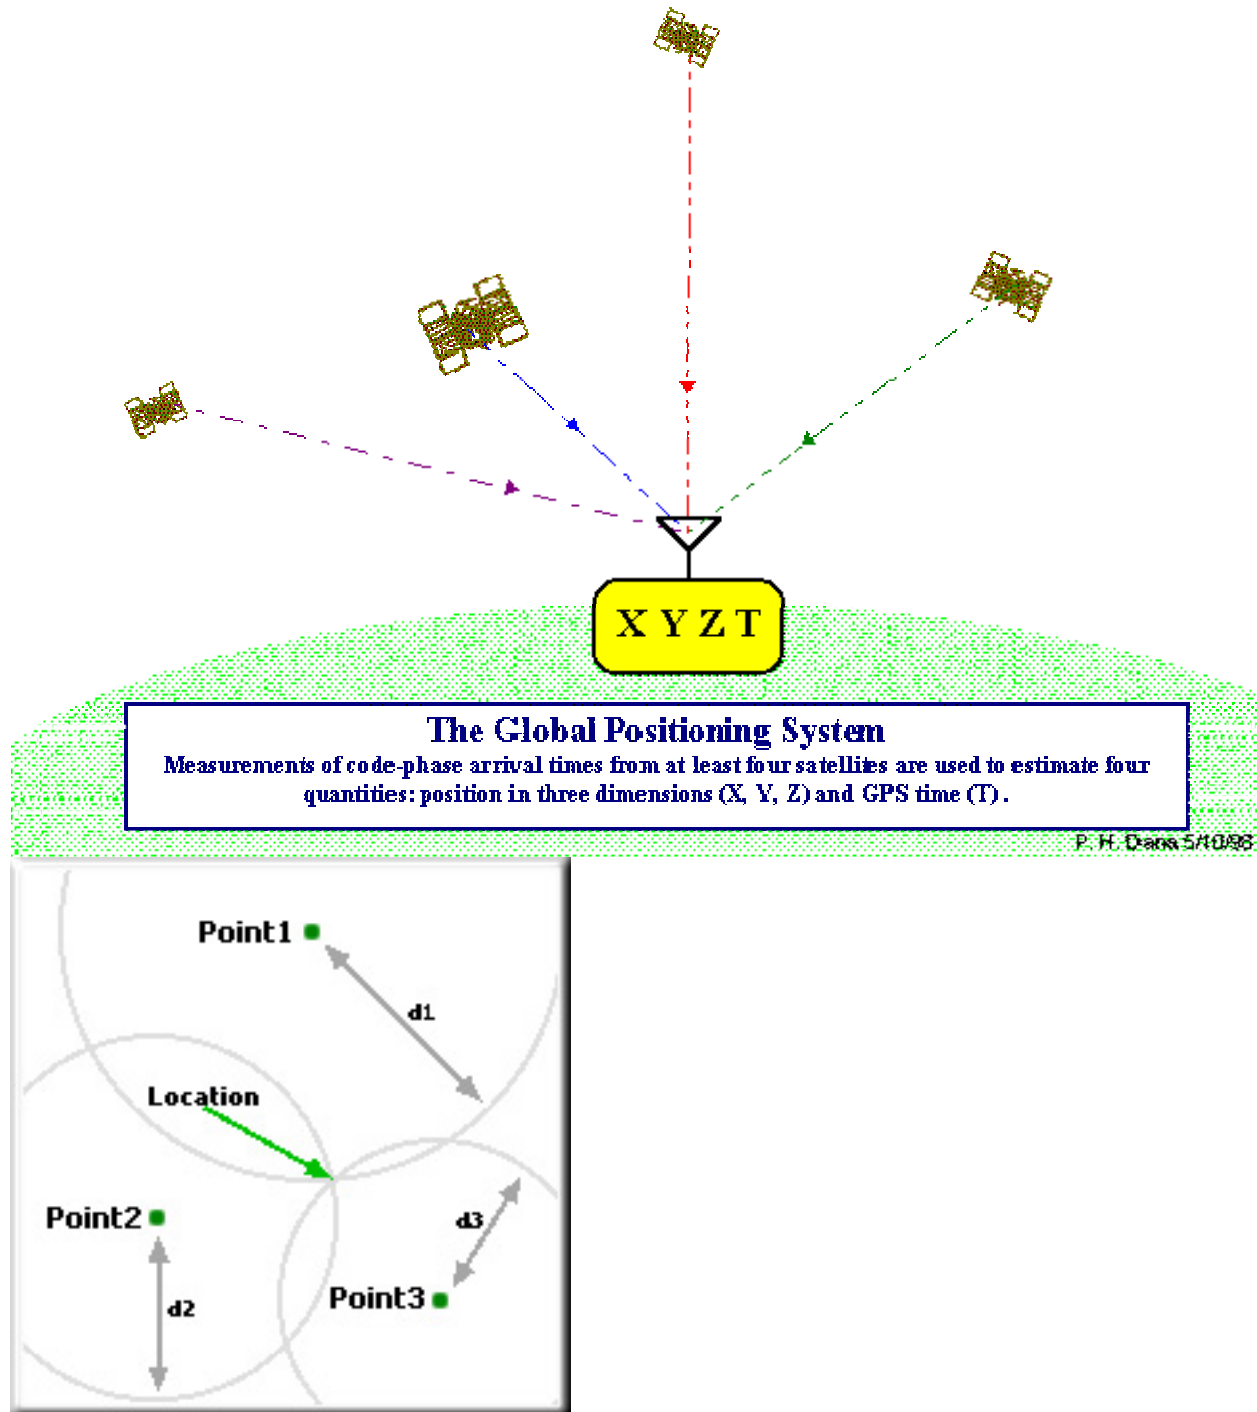 X Y Z T
The Global Positioning System
Measurements of code-phase arrival times from at least four satellites are used to estimate four
quantities: position in three dimensions (X, Y, Z) and GPS time (T) .
P. H. Dana 5/10/98
Point1
d1
Location
Point2
d3
Point3
d2